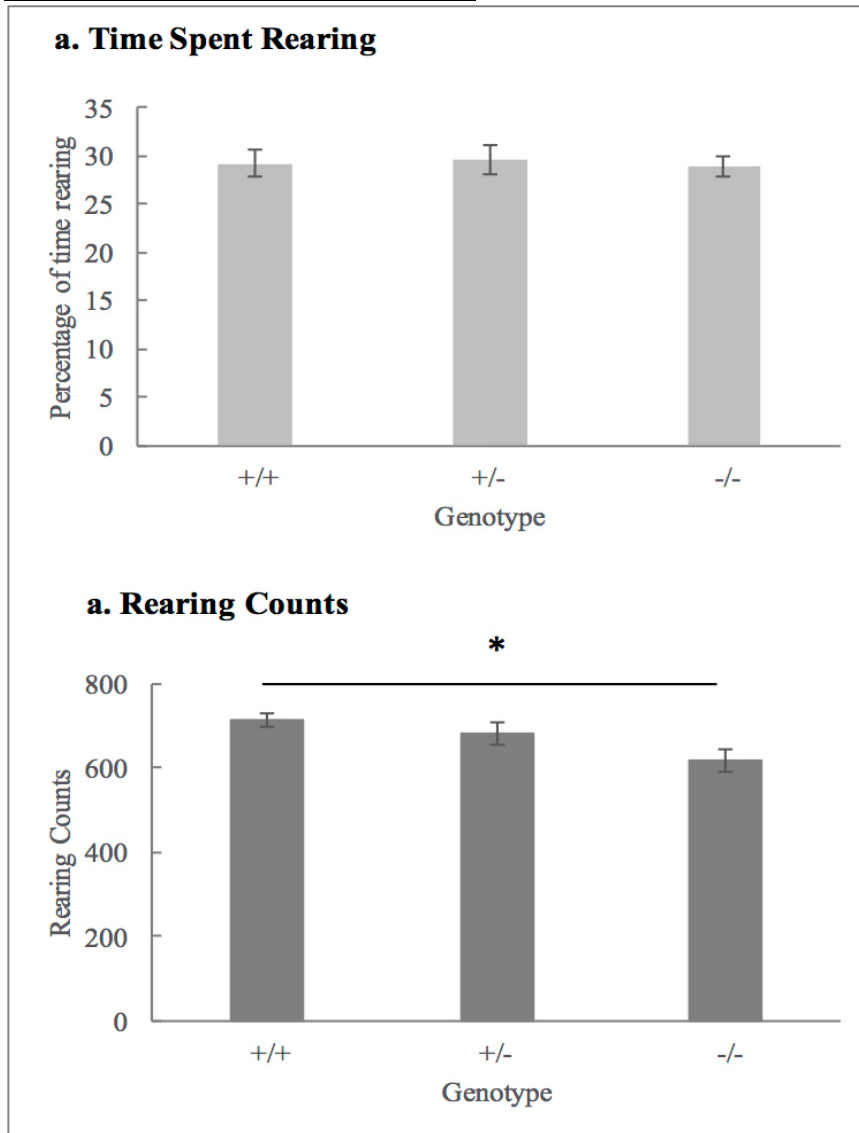 a. Time Spent Rearing
Percentage of time rearing
35
30
25
20
15
10
5
0
+/+ +/- -/-
Genotype
a. Rearing Counts
*
Rearing Counts
800
600
400
200
0
+/+ +/- -/-
Genotype